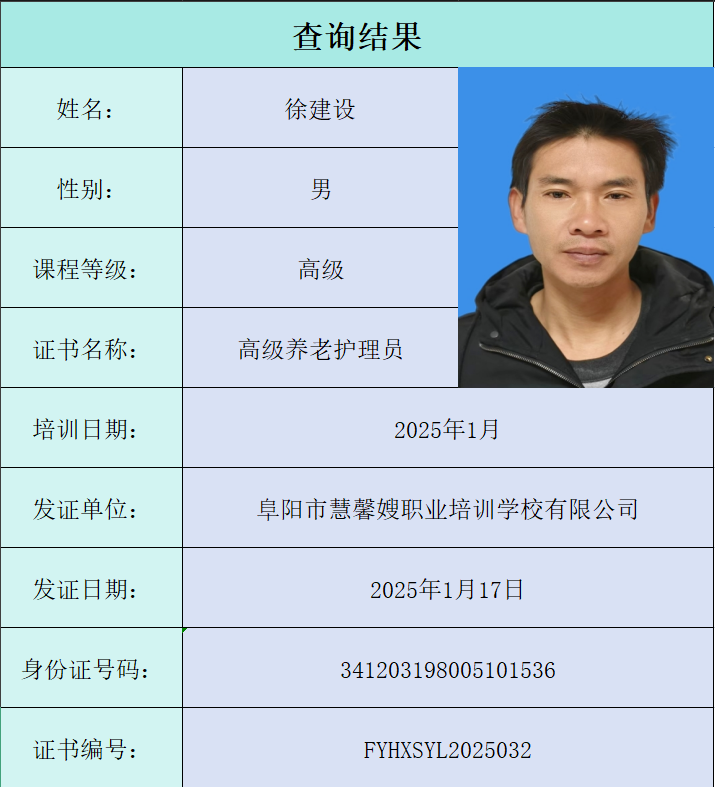 查询结果
姓名： 徐建设
性别： 男
课程等级： 高级
证书名称： 高级养老护理员
培训日期： 2025年1月
发证单位： 阜阳市慧馨嫂职业培训学校有限公司
发证日期： 2025年1月17日
身份证号码： 341203198005101536
证书编号： FYHXSYL2025032